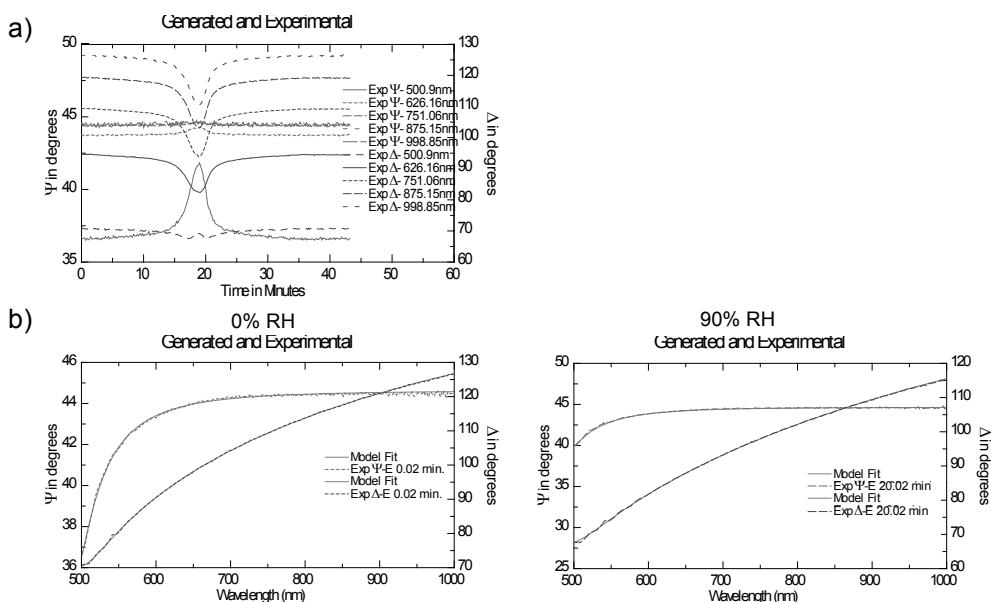 a)
Generated and Experimental
50
45
40
35
Ψ in degrees
130
120
110
100
90
80
70
60
Δ in degrees
Exp Ψ- 500.9nm
Exp Ψ- 626.16nm
Exp Ψ- 751.06nm
Exp Ψ- 875.15nm
Exp Ψ- 998.85nm
Exp Δ- 500.9nm
Exp Δ- 626.16nm
Exp Δ- 751.06nm
Exp Δ- 875.15nm
Exp Δ- 998.85nm
0 10 20 30 40 50 60
Time in Minutes
b)
0% RH
Generated and Experimental
46
44
42
40
38
36
Ψ in degrees
130
120
110
100
90
80
70
Δ in degrees
Model Fit
Exp Ψ-E 0.02 min.
Model Fit
Exp Δ-E 0.02 min.
500 600 700 800 900 1000
Wavelength (nm)
90% RH
Generated and Experimental
50
45
40
35
30
25
Ψ in degrees
120
110
100
90
80
70
60
Δ in degrees
Model Fit
Exp Ψ-E 20.02 min
Model Fit
Exp Δ-E 20.02 min
500 600 700 800 900 1000
Wavelength (nm)